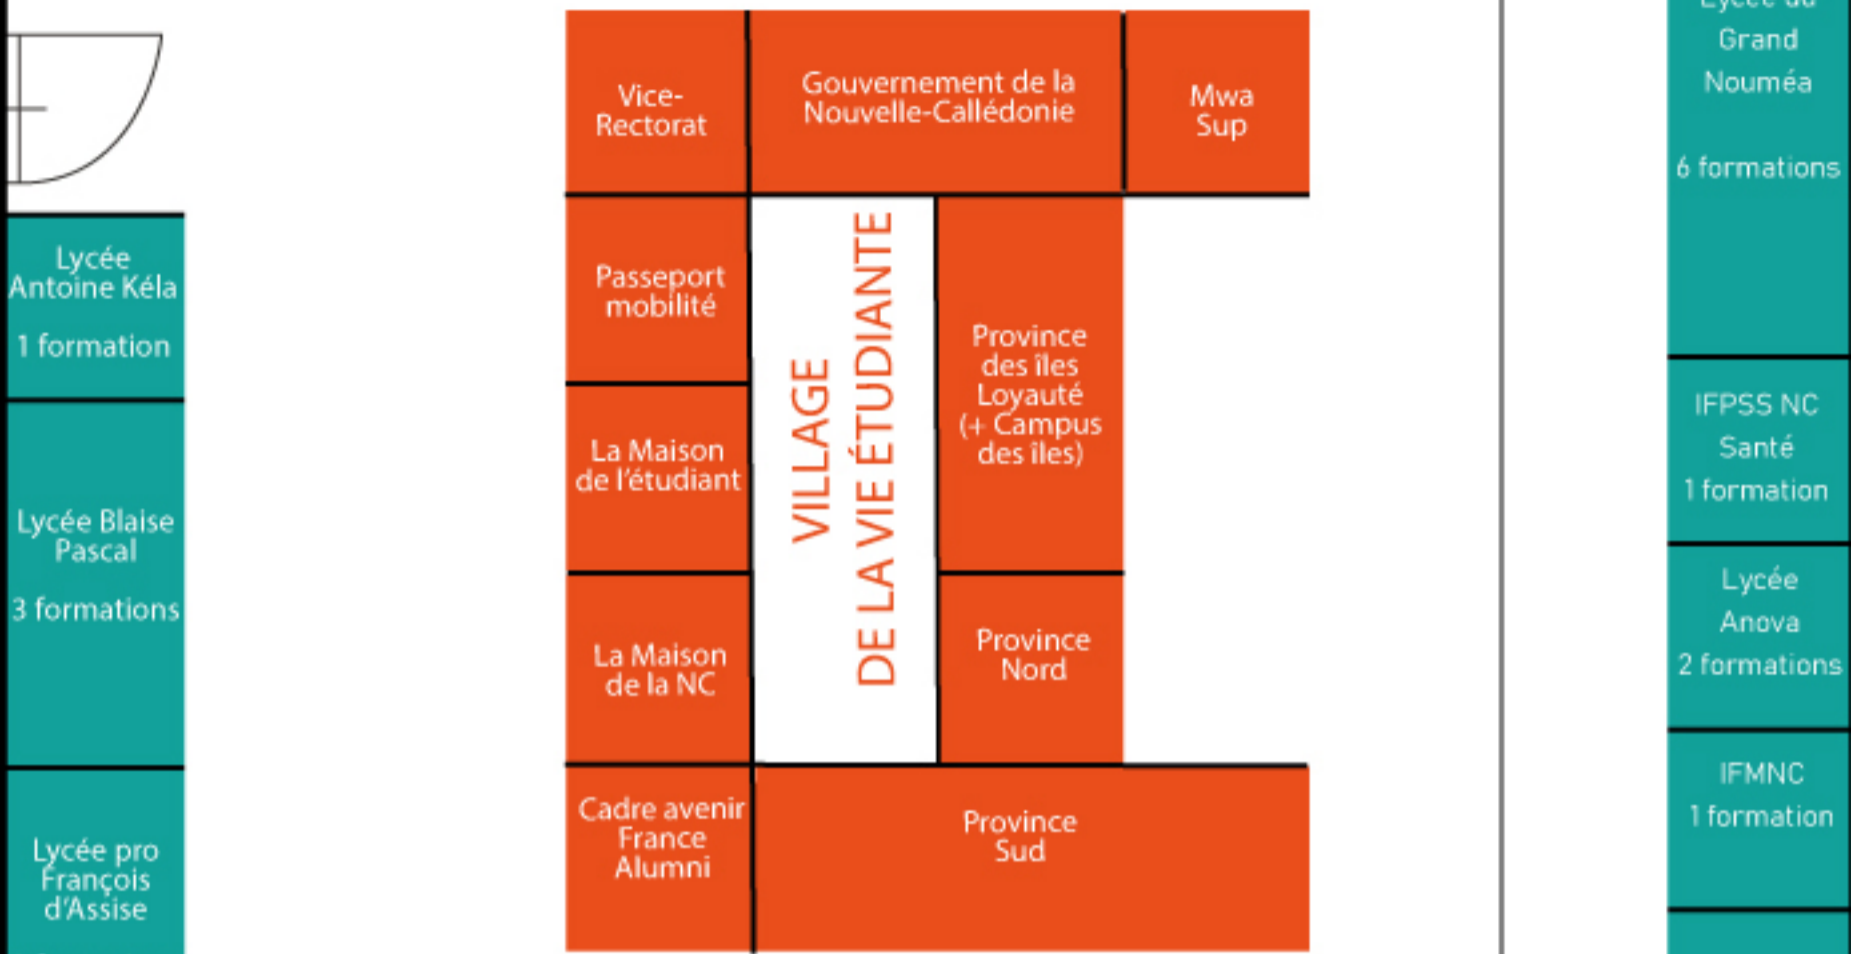 Vice-
Rectorat
Gouvernement de la
Nouvelle-Callédonie
Mwa
Sup
Passeport
mobilité
La Maison
de l'étudiant
La Maison
de la NC
Cadre avenir
France
Alumni
VILLAGE
DE LA VIE ÉTUDIANTE
Province
des îles
Loyauté
(+ Campus
des îles)
Province
Nord
Province
Sud
Lycée
Antoine Kéla
1 formation
Lycée Blaise
Pascal
3 formations
Lycée pro
François
d'Assise
Lycée du
Grand
Nouméa
6 formations
IFPSS NC
Santé
1 formation
Lycée
Anova
2 formations
IFMNC
1 formation